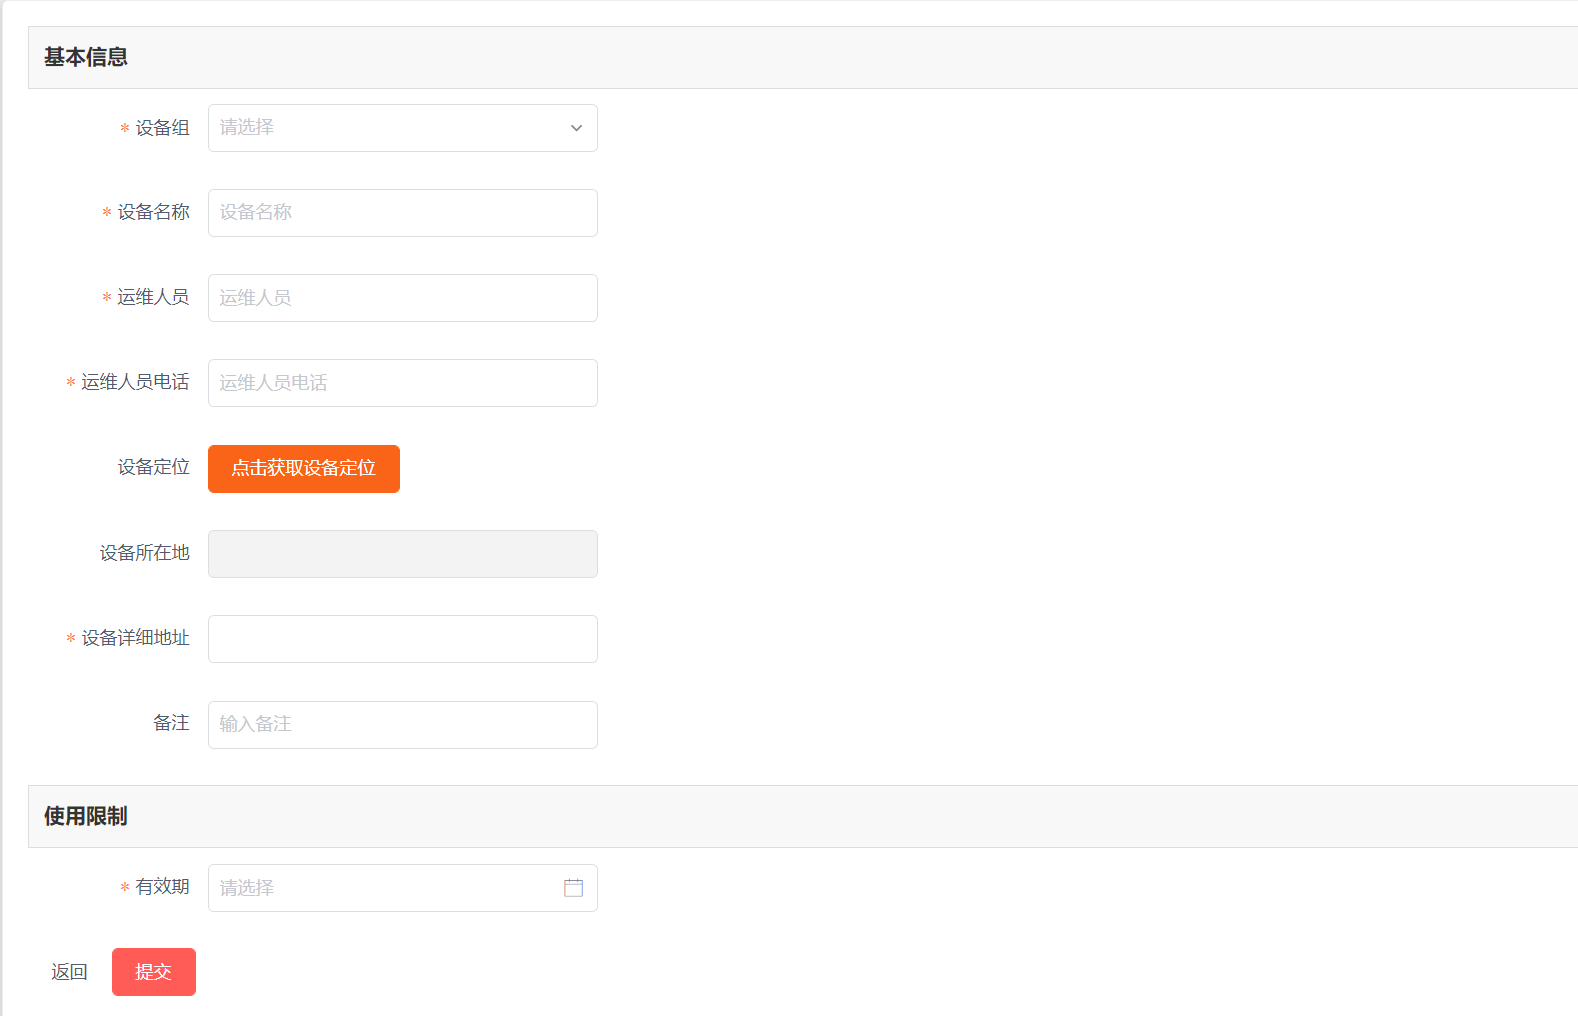 基本信息
* 设备组 请选择
* 设备名称 设备名称
* 运维人员 运维人员
* 运维人员电话 运维人员电话
设备定位 点击获取设备定位
设备所在地
* 设备详细地址
备注 输入备注
使用限制
* 有效期 请选择
返回 提交